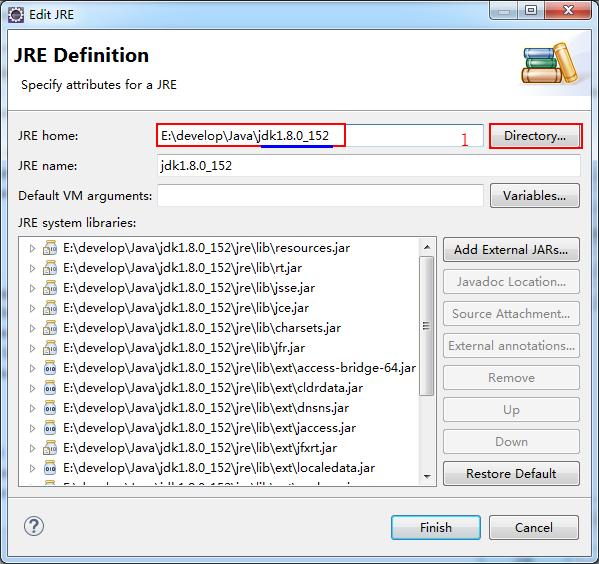 Edit JRE
JRE Definition
Specify attributes for a JRE
JRE home: E:\develop\Java\jdk1.8.0_152 1 Directory...
JRE name: jdk1.8.0_152
Default VM arguments: Variables...
JRE system libraries:
E:\develop\Java\jdk1.8.0_152\jre\lib\resources.jar
E:\develop\Java\jdk1.8.0_152\jre\lib\rt.jar
E:\develop\Java\jdk1.8.0_152\jre\lib\jsse.jar
E:\develop\Java\jdk1.8.0_152\jre\lib\jce.jar
E:\develop\Java\jdk1.8.0_152\jre\lib\charsets.jar
E:\develop\Java\jdk1.8.0_152\jre\lib\jfr.jar
E:\develop\Java\jdk1.8.0_152\jre\lib\ext\access-bridge-64.jar
E:\develop\Java\jdk1.8.0_152\jre\lib\ext\cldrdata.jar
E:\develop\Java\jdk1.8.0_152\jre\lib\ext\dnsns.jar
E:\develop\Java\jdk1.8.0_152\jre\lib\ext\jaccess.jar
E:\develop\Java\jdk1.8.0_152\jre\lib\ext\jfxrt.jar
E:\develop\Java\jdk1.8.0_152\jre\lib\ext\localedata.jar
Add External JARs...
Javadoc Location...
Source Attachment...
External annotations...
Remove
Up
Down
Restore Default
Finish
Cancel